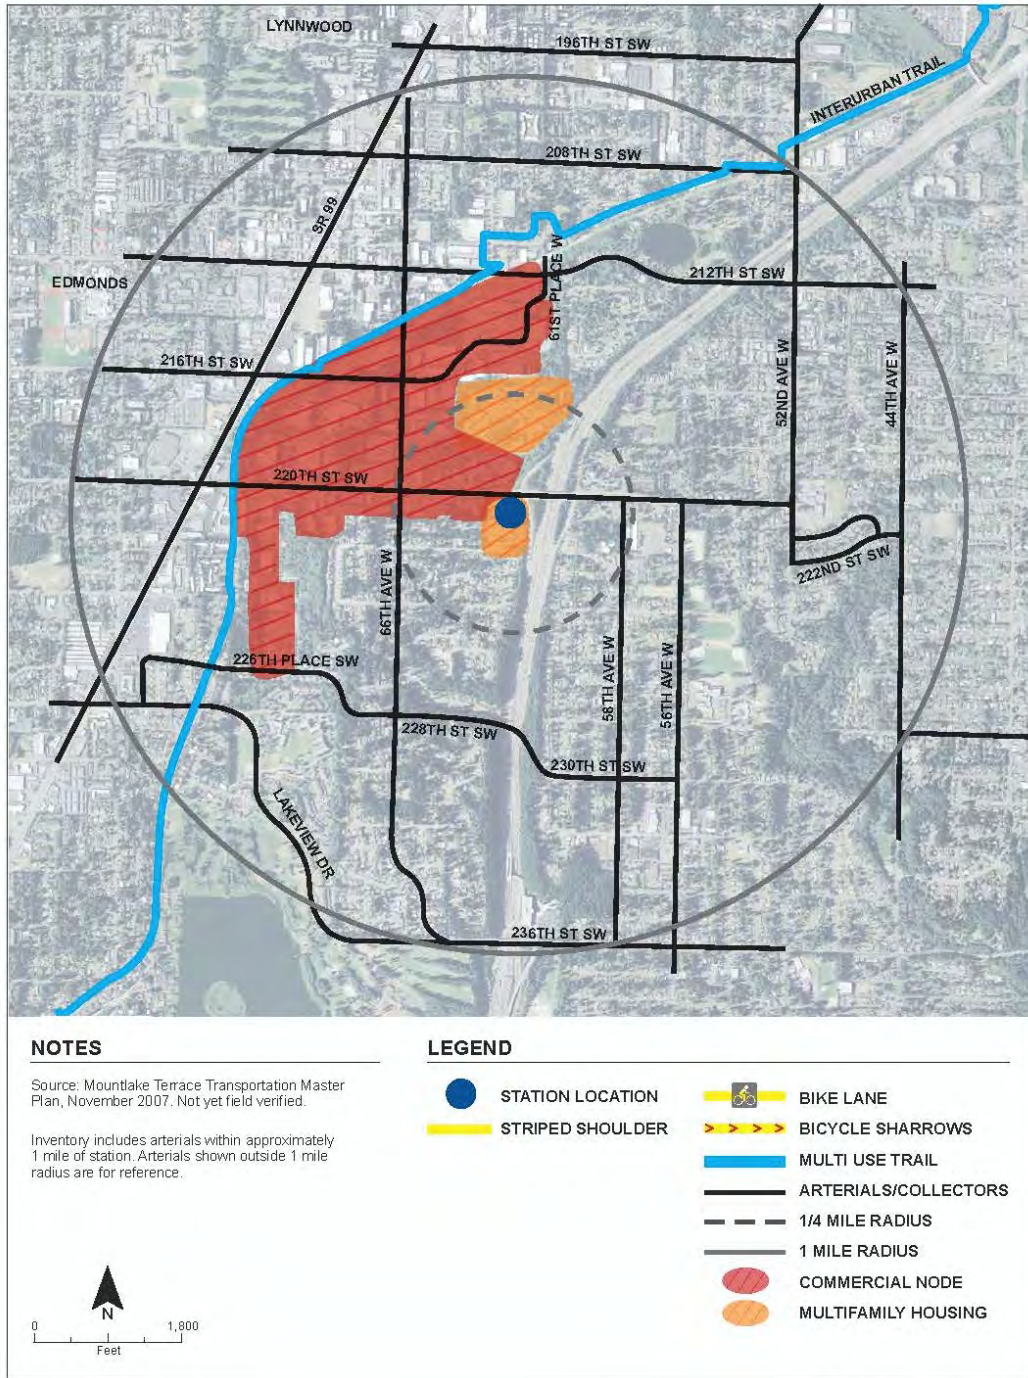 LYNNWOOD
196TH ST SW
INTERURBAN TRAIL
208TH ST SW
SR 99
61ST PLACE W
212TH ST SW
EDMONDS
216TH ST SW
52ND AVE W
44TH AVE W
220TH ST SW
222ND ST SW
66TH AVE W
58TH AVE W
56TH AVE W
226TH PLACE SW
228TH ST SW
230TH ST SW
LAKEVIEW DR
236TH ST SW
NOTES
Source: Mountlake Terrace Transportation Master
Plan, November 2007. Not yet field verified.
Inventory includes arterials within approximately
1 mile of station. Arterials shown outside 1 mile
radius are for reference.
N
0 1,800
Feet
LEGEND
STATION LOCATION
STRIPED SHOULDER
BIKE LANE
BICYCLE SHARROWS
MULTI USE TRAIL
ARTERIALS/COLLECTORS
1/4 MILE RADIUS
1 MILE RADIUS
COMMERCIAL NODE
MULTIFAMILY HOUSING